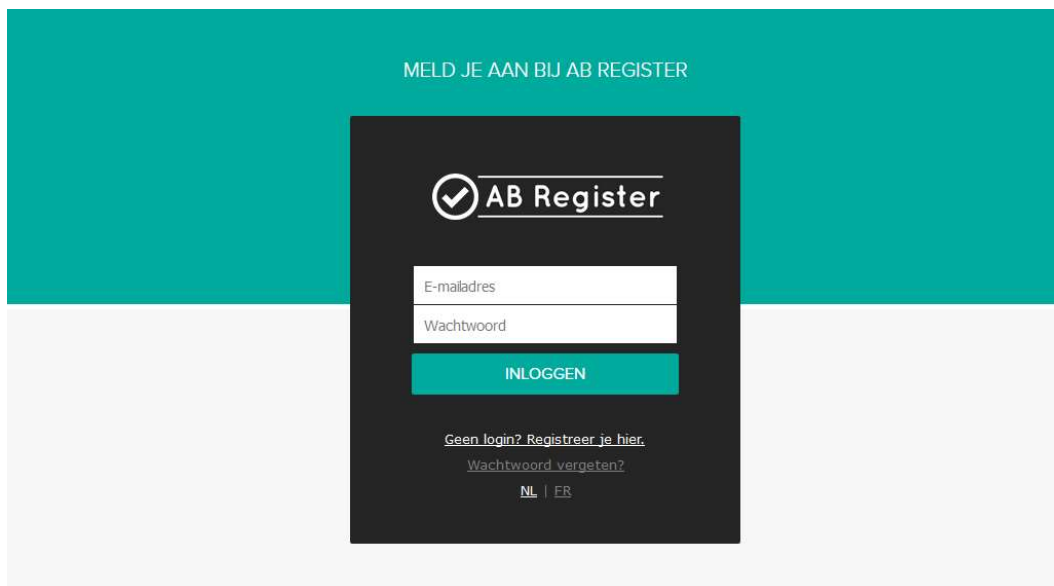 MELD JE AAN BIJ AB REGISTER
AB Register
E-mailadres
Wachtwoord
INLOGGEN
Geen login? Registreer je hier.
Wachtwoord vergeten?
NL | FR